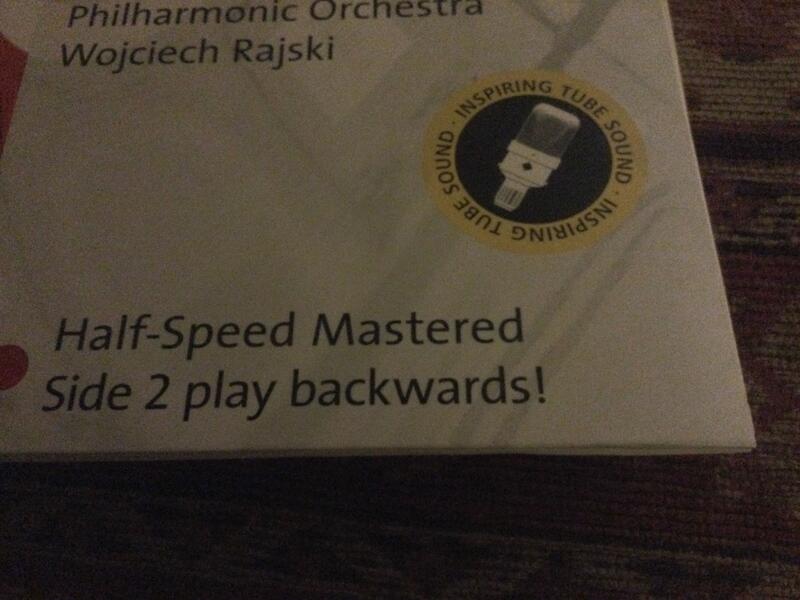 Philharmonic Orchestra
Wojciech Rajski
INSPIRING TUBE SOUND · INSPIRING TUBE SOUND ·
Half-Speed Mastered
Side 2 play backwards!